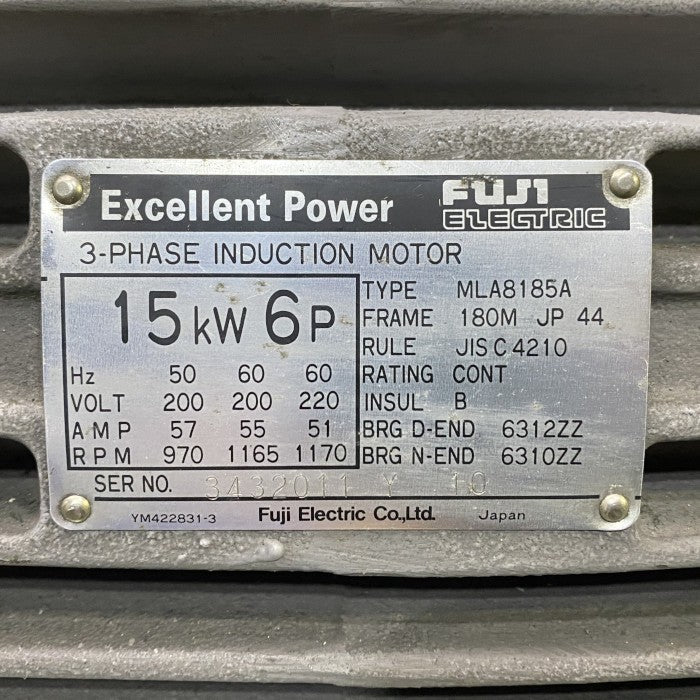 Excellent Power FUJI ELECTRIC
3-PHASE INDUCTION MOTOR
15kW 6P
Hz 50 60 60
VOLT 200 200 220
AMP 57 55 51
RPM 970 1165 1170
TYPE MLA8185A
FRAME 180M JP 44
RULE JIS C 4210
RATING CONT
INSUL B
BRG D-END 6312ZZ
BRG N-END 6310ZZ
SER NO. 3432011 Y 10
YM422831-3 Fuji Electric Co.,Ltd. Japan